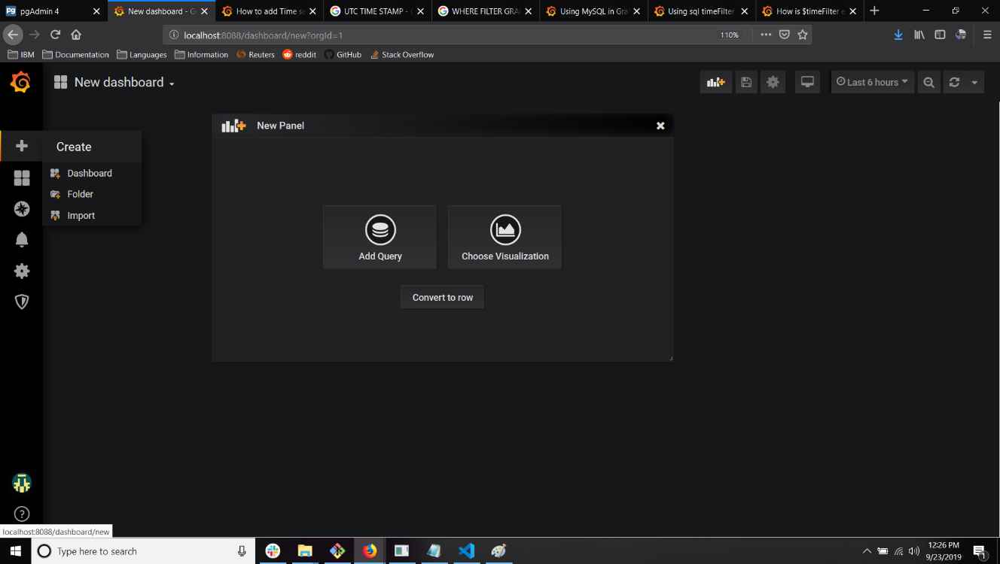 pgAdmin 4
New dashboard - G
How to add Time se
UTC TIME STAMP - G
WHERE FILTER GRA
Using MySQL in Gra
Using sql timeFilter
How is $timeFilter e
localhost:8088/dashboard/new?orgId=1
110%
IBM
Documentation
Languages
Information
Reuters
reddit
GitHub
Stack Overflow
New dashboard
Last 6 hours
New Panel
Create
Dashboard
Folder
Import
Add Query
Choose Visualization
Convert to row
localhost:8088/dashboard/new
Type here to search
12:26 PM
9/23/2019
1